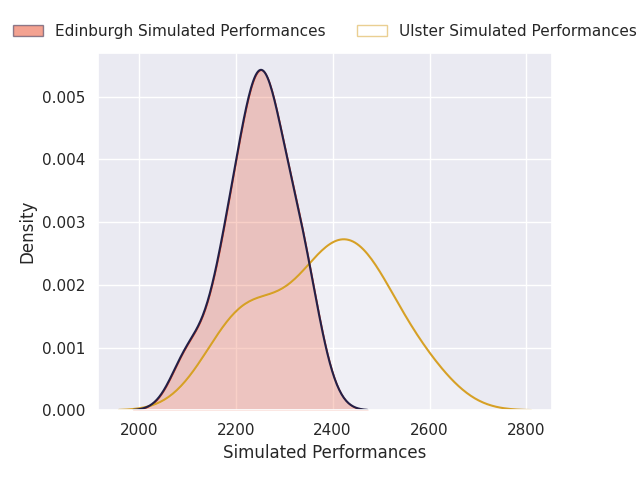 Edinburgh Simulated Performances
Ulster Simulated Performances
0.005
0.004
0.003
0.002
0.001
0.000
Density
2000
2200
2400
2600
2800
Simulated Performances